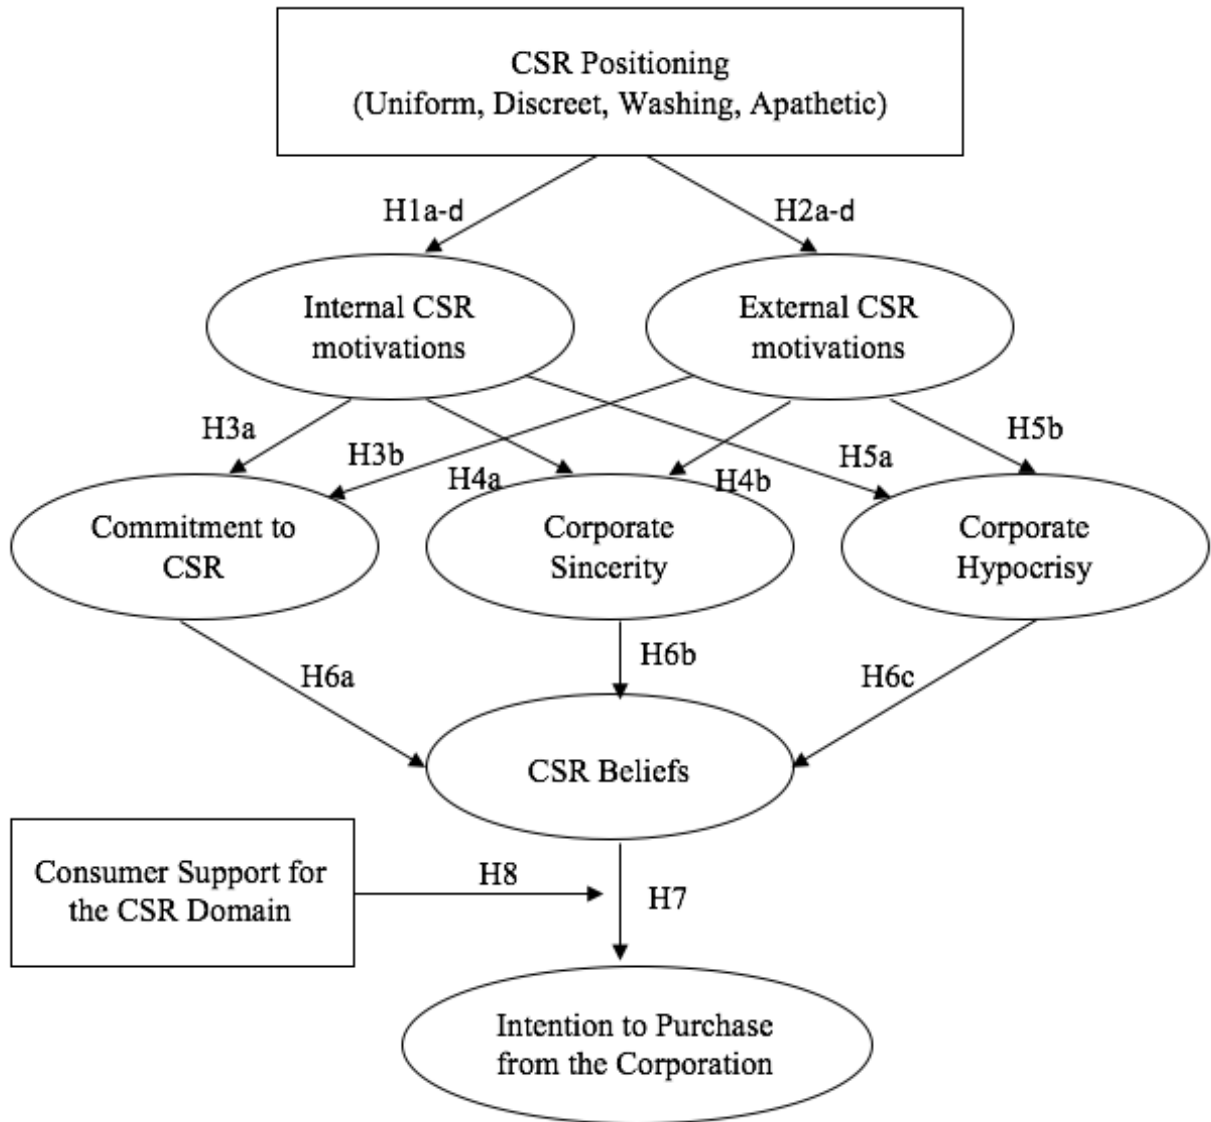 CSR Positioning
(Uniform, Discreet, Washing, Apathetic)
H1a-d
H2a-d
Internal CSR
motivations
External CSR
motivations
H3a
H3b
H4a
H4b
H5a
H5b
Commitment to
CSR
Corporate
Sincerity
Corporate
Hypocrisy
H6a
H6b
H6c
CSR Beliefs
Consumer Support for
the CSR Domain
H8
H7
Intention to Purchase
from the Corporation